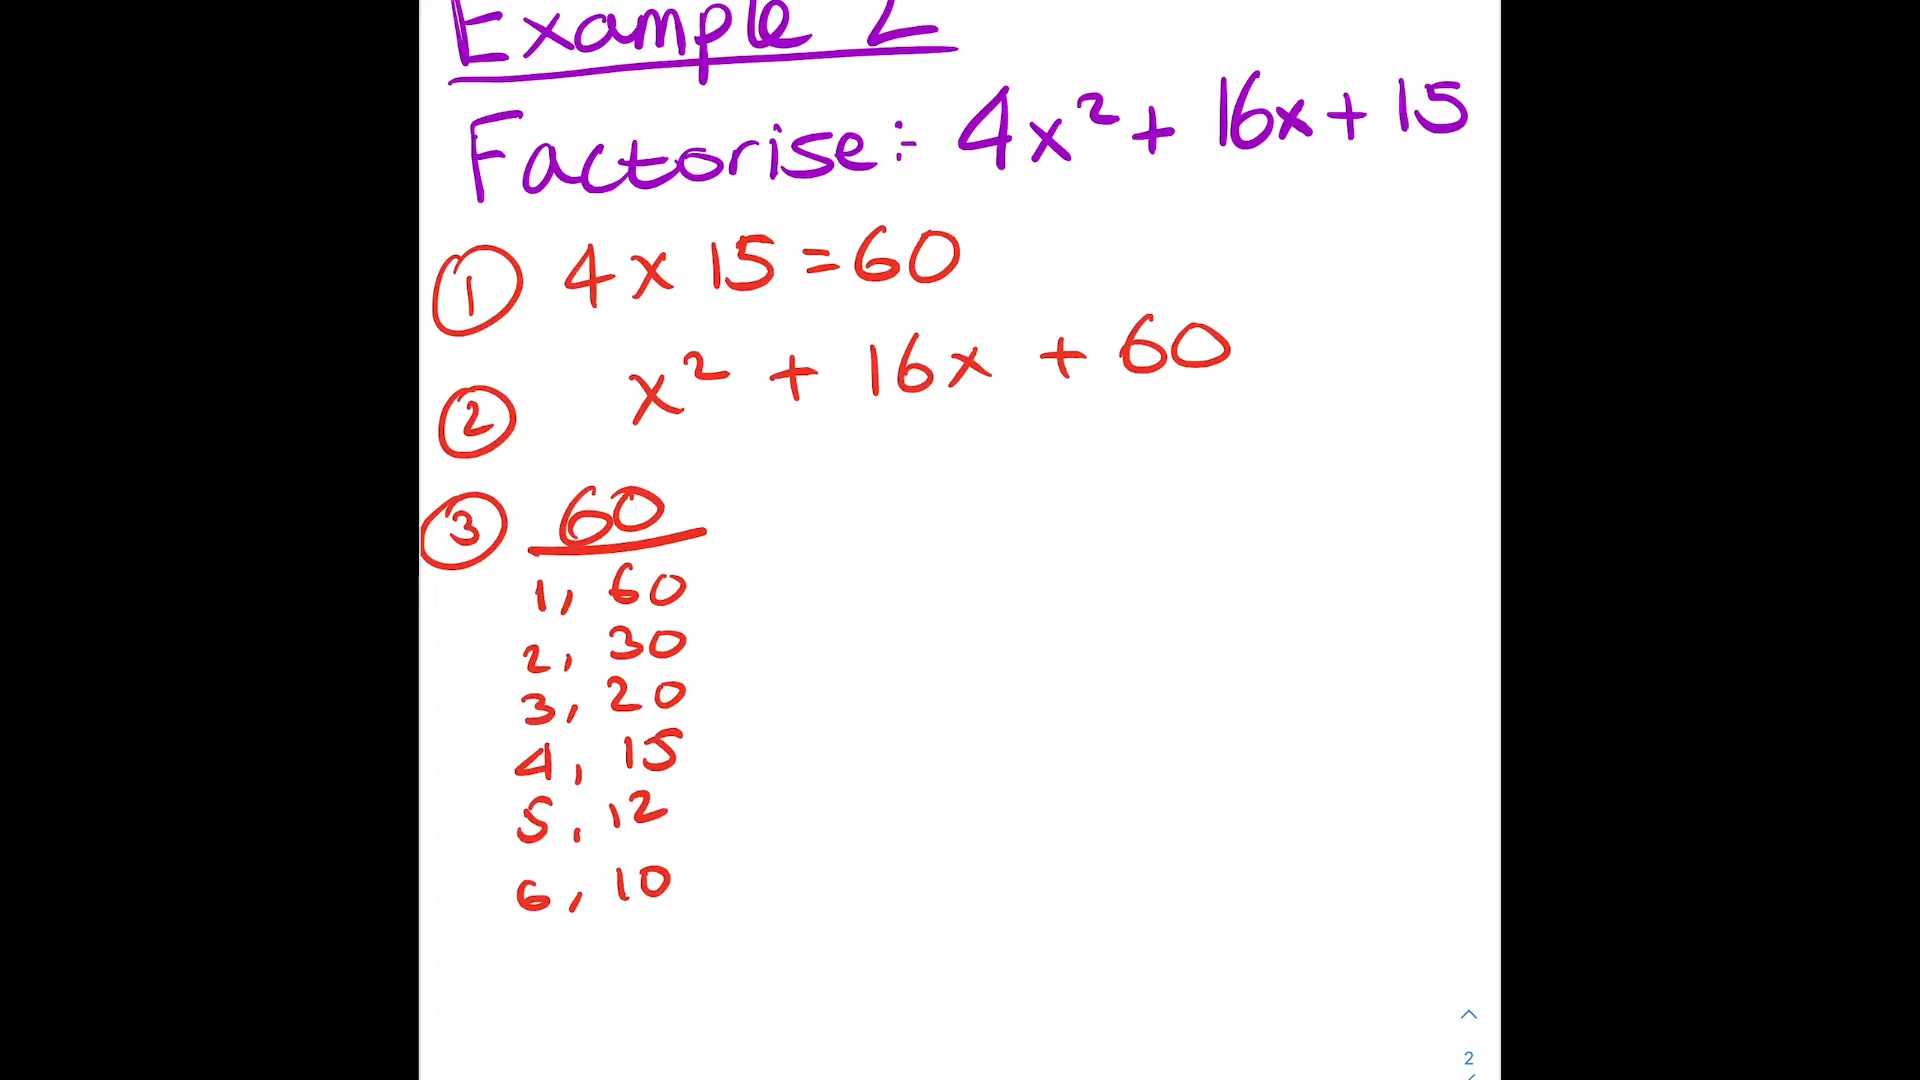 Example 2
Factorise:- 4x² + 16x + 15
① 4 x 15 = 60
② x² + 16x + 60
③ 60
1, 60
2, 30
3, 20
4, 15
5, 12
6, 10
2